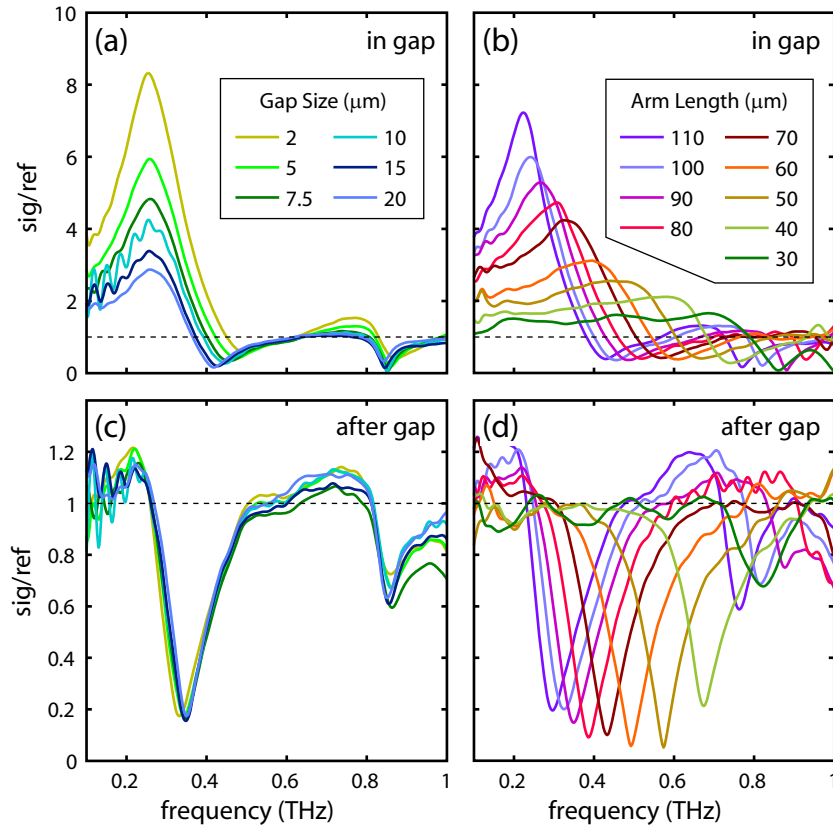 (a) in gap
10
8
6
4
2
0
sig/ref
Gap Size (μm)
2 10
5 15
7.5 20
(b) in gap
Arm Length (μm)
110 70
100 60
90 50
80 40
30
(c) after gap
1.2
1.0
0.8
0.6
0.4
0.2
0
sig/ref
0.2 0.4 0.6 0.8 1
frequency (THz)
(d) after gap
0.2 0.4 0.6 0.8 1
frequency (THz)